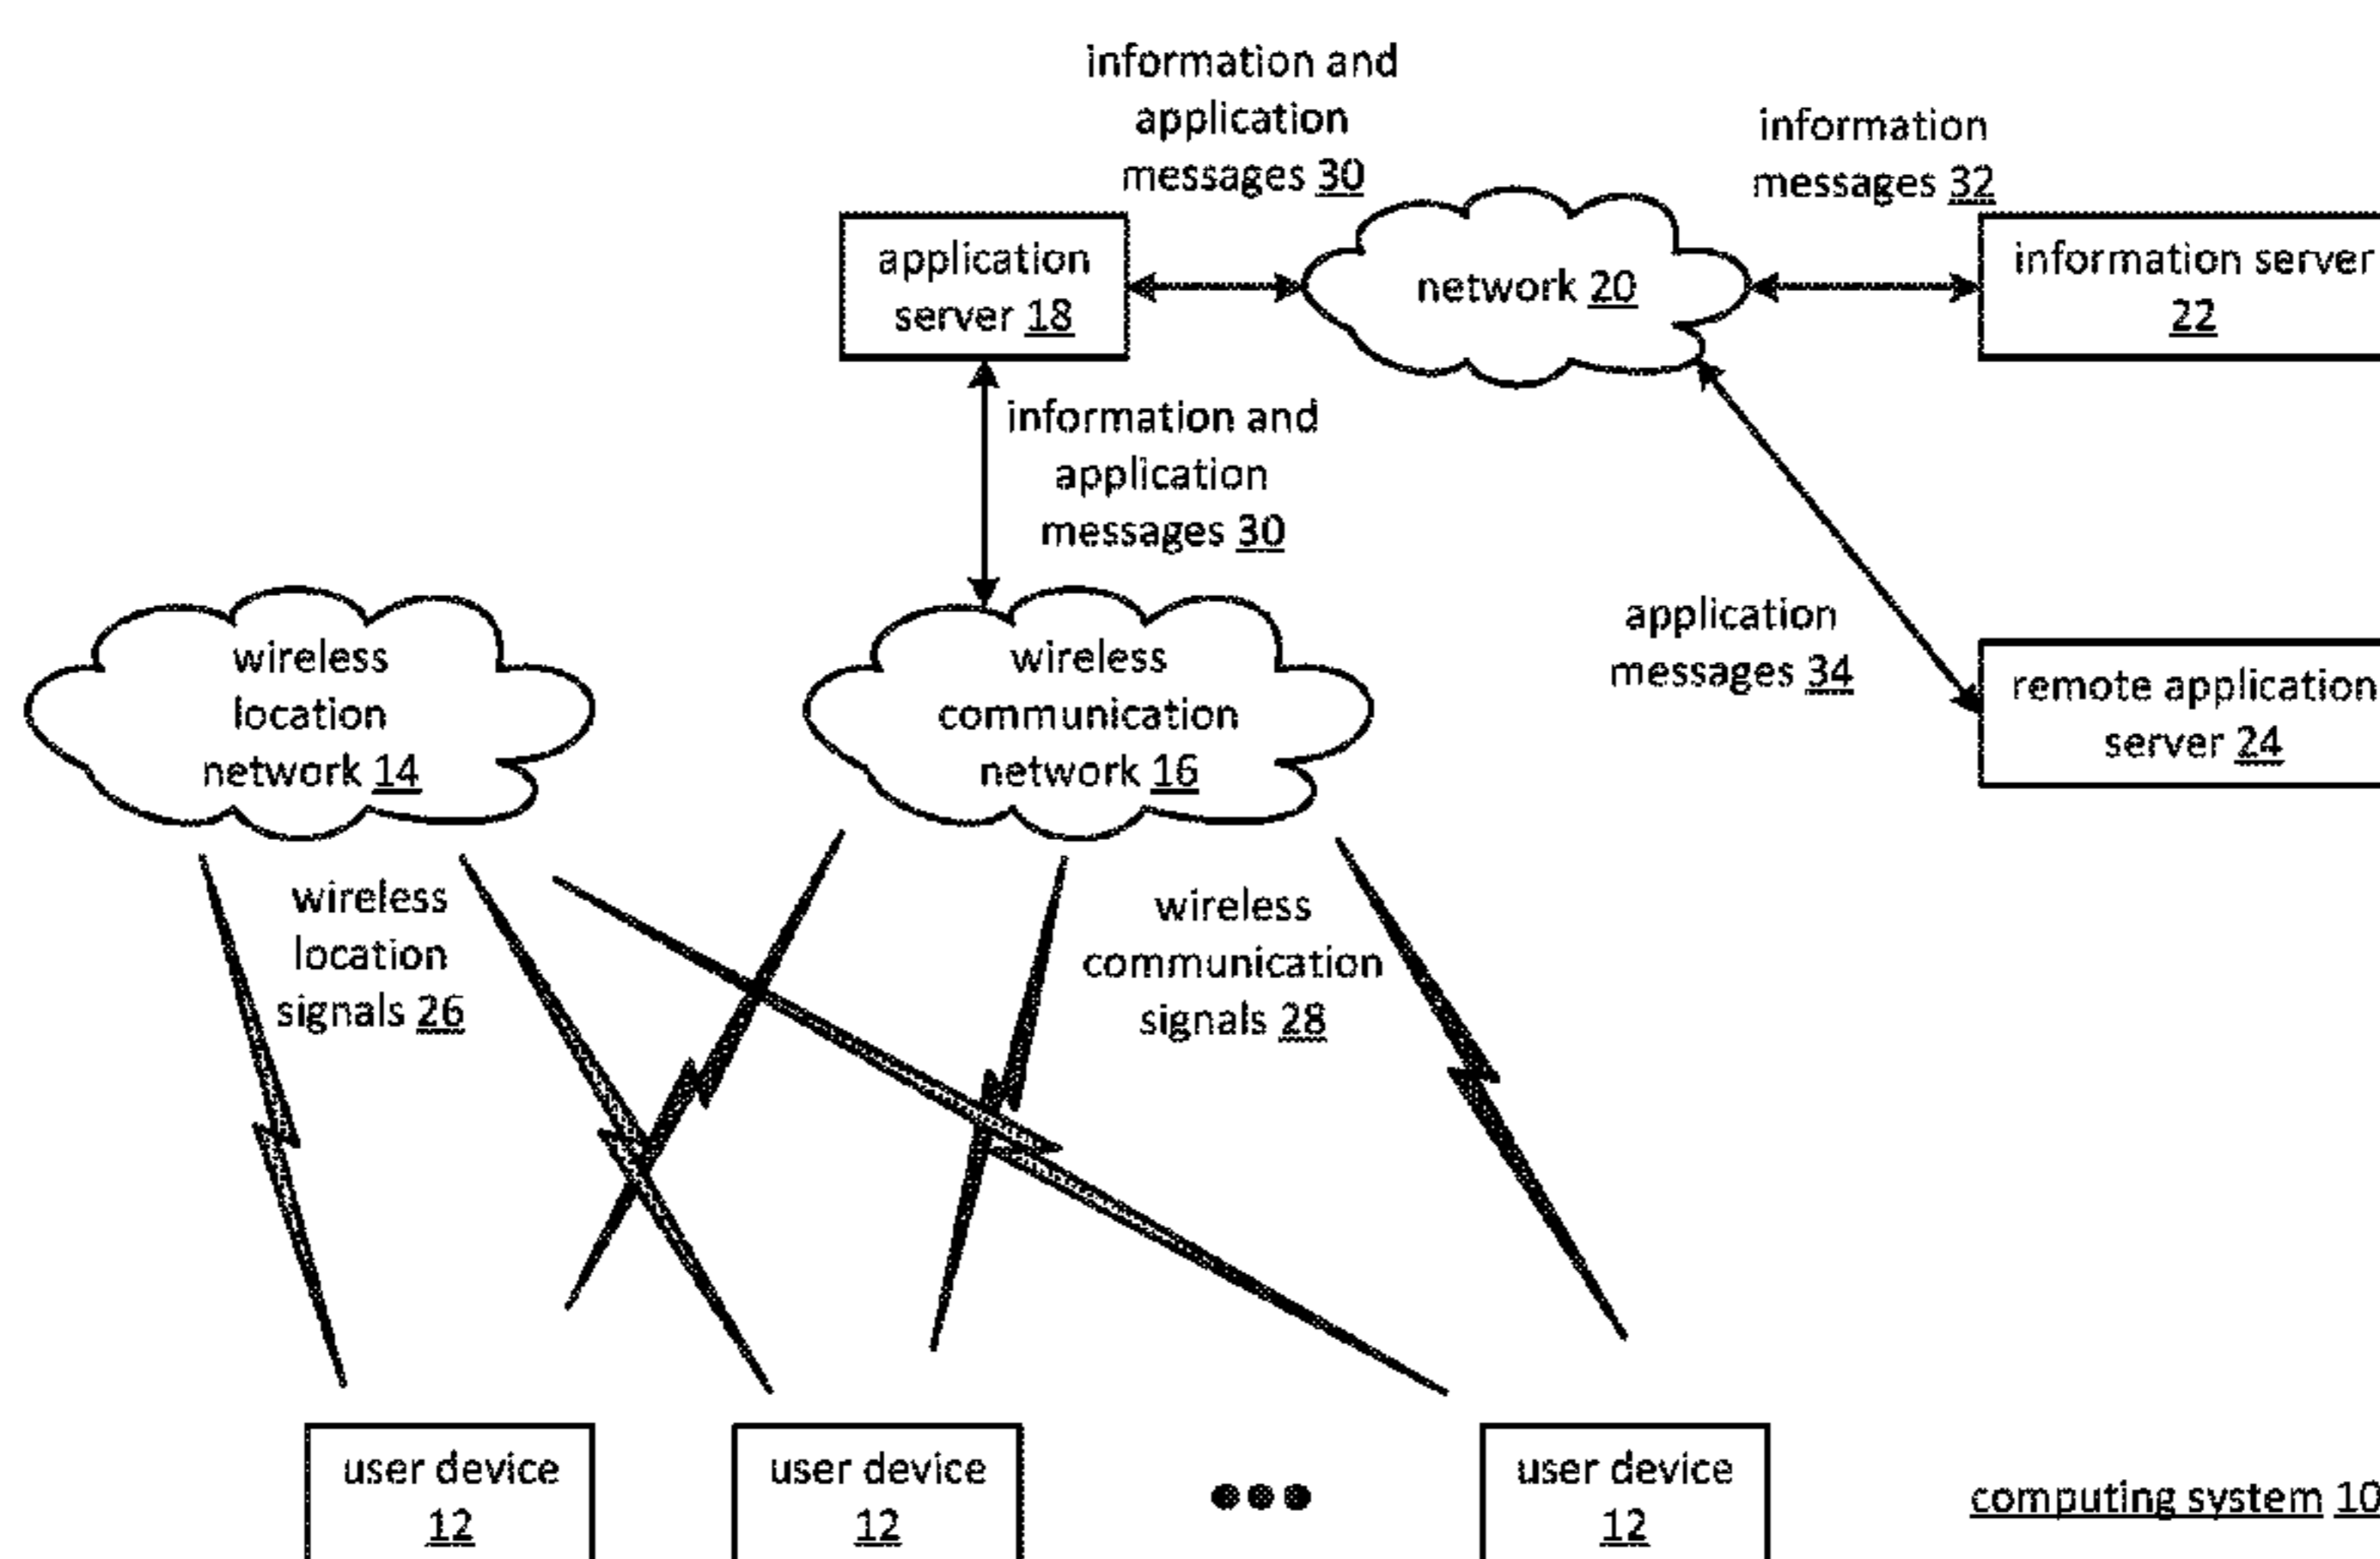 information and
application
messages 30
information
messages 32
application
server 18
network 20
information server
22
information and
application
messages 30
application
messages 34
wireless
location
network 14
wireless
communication
network 16
remote application
server 24
wireless
location
signals 26
wireless
communication
signals 28
user device
12
user device
12
user device
12
computing system 10